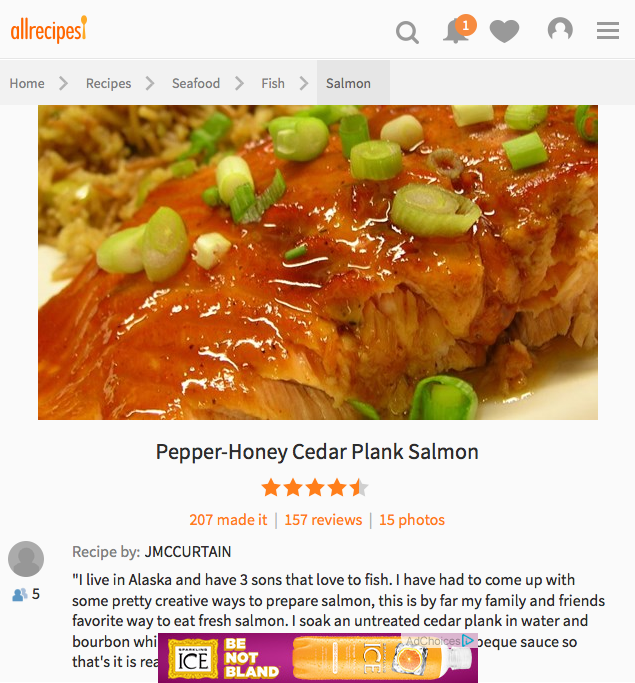 allrecipes
1
Home
Recipes
Seafood
Fish
Salmon
Pepper-Honey Cedar Plank Salmon
207 made it | 157 reviews | 15 photos
Recipe by: JMCCURTAIN
5
"I live in Alaska and have 3 sons that love to fish. I have had to come up with
some pretty creative ways to prepare salmon, this is by far my family and friends
favorite way to eat fresh salmon. I soak an untreated cedar plank in water and
bourbon whi
beque sauce so
that's it is rea
SPARKLING
ICE
BE
NOT
BLAND
ICE
AdChoices